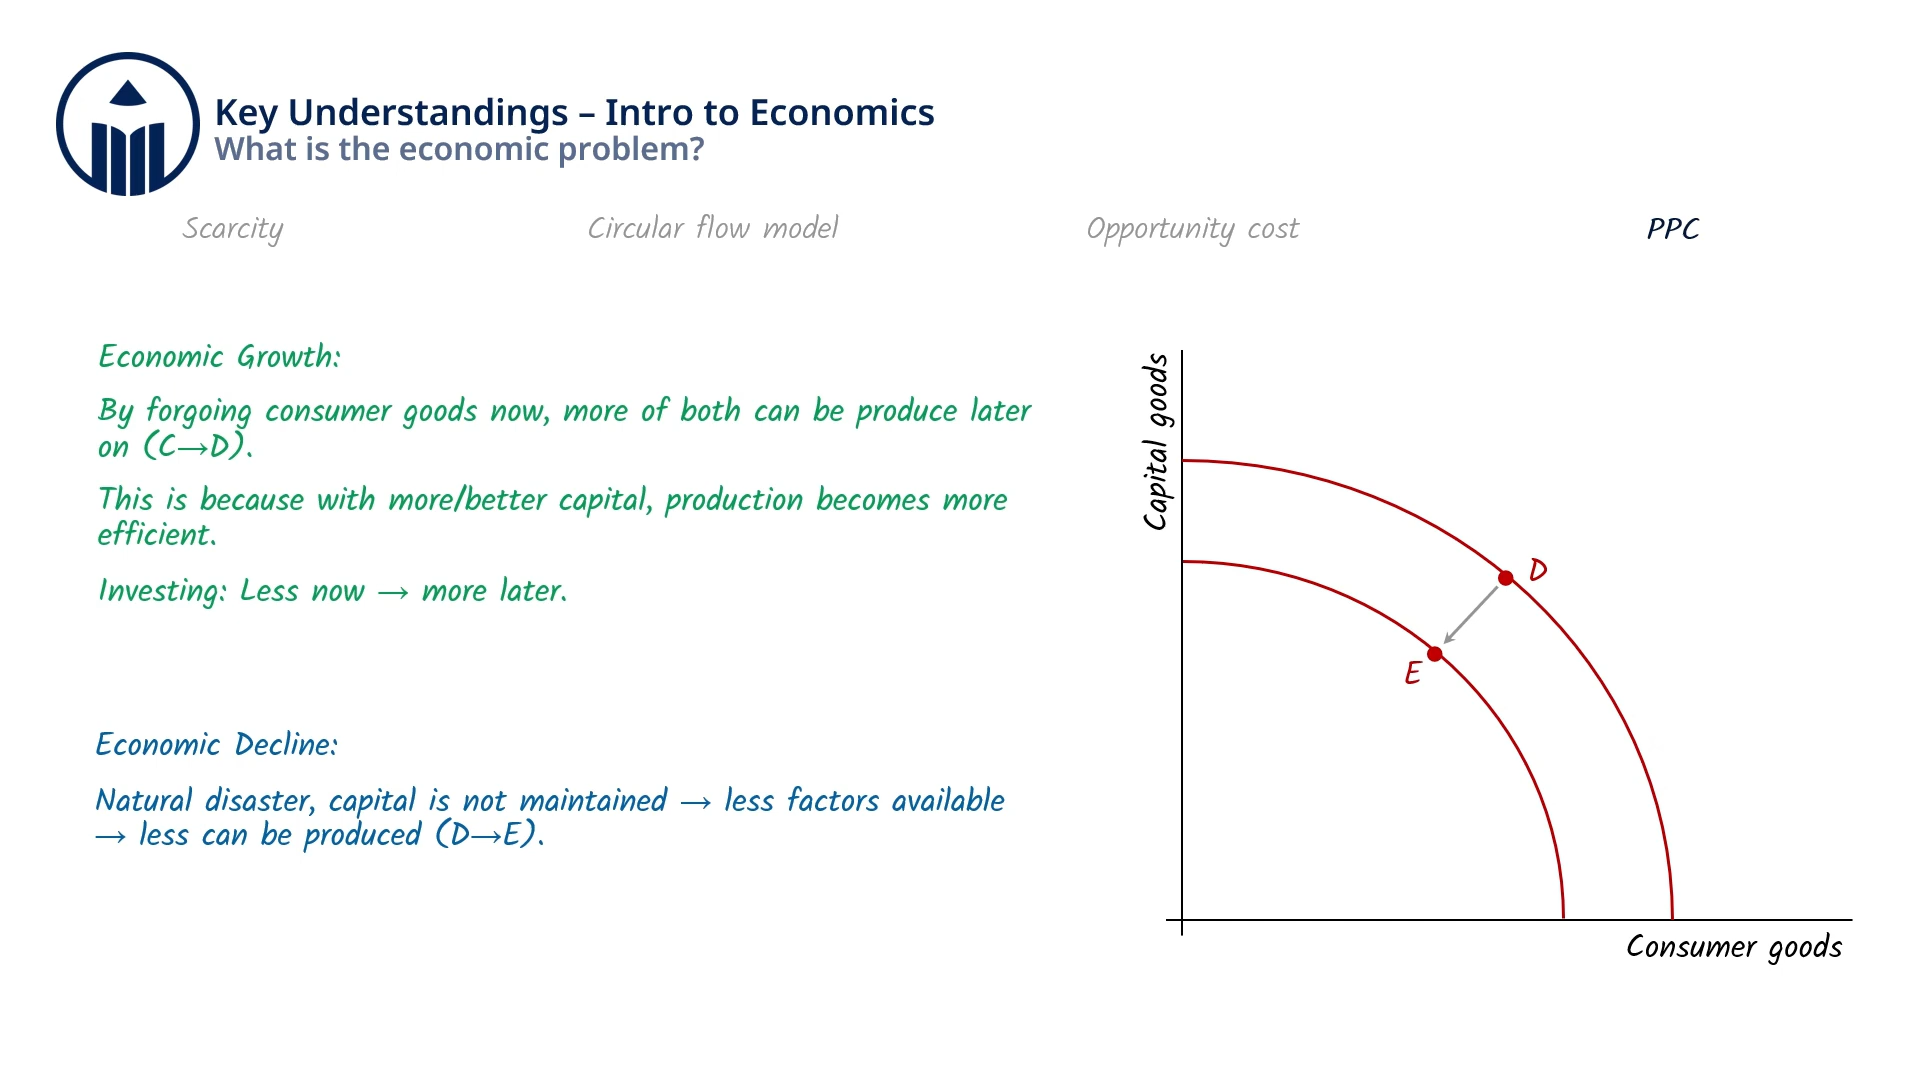 Key Understandings – Intro to Economics
What is the economic problem?
Scarcity
Circular flow model
Opportunity cost
PPC
Economic Growth:
By forgoing consumer goods now, more of both can be produce later
on (C→D).
This is because with more/better capital, production becomes more
efficient.
Investing: Less now → more later.
Economic Decline:
Natural disaster, capital is not maintained → less factors available
→ less can be produced (D→E).
Capital goods
D
E
Consumer goods